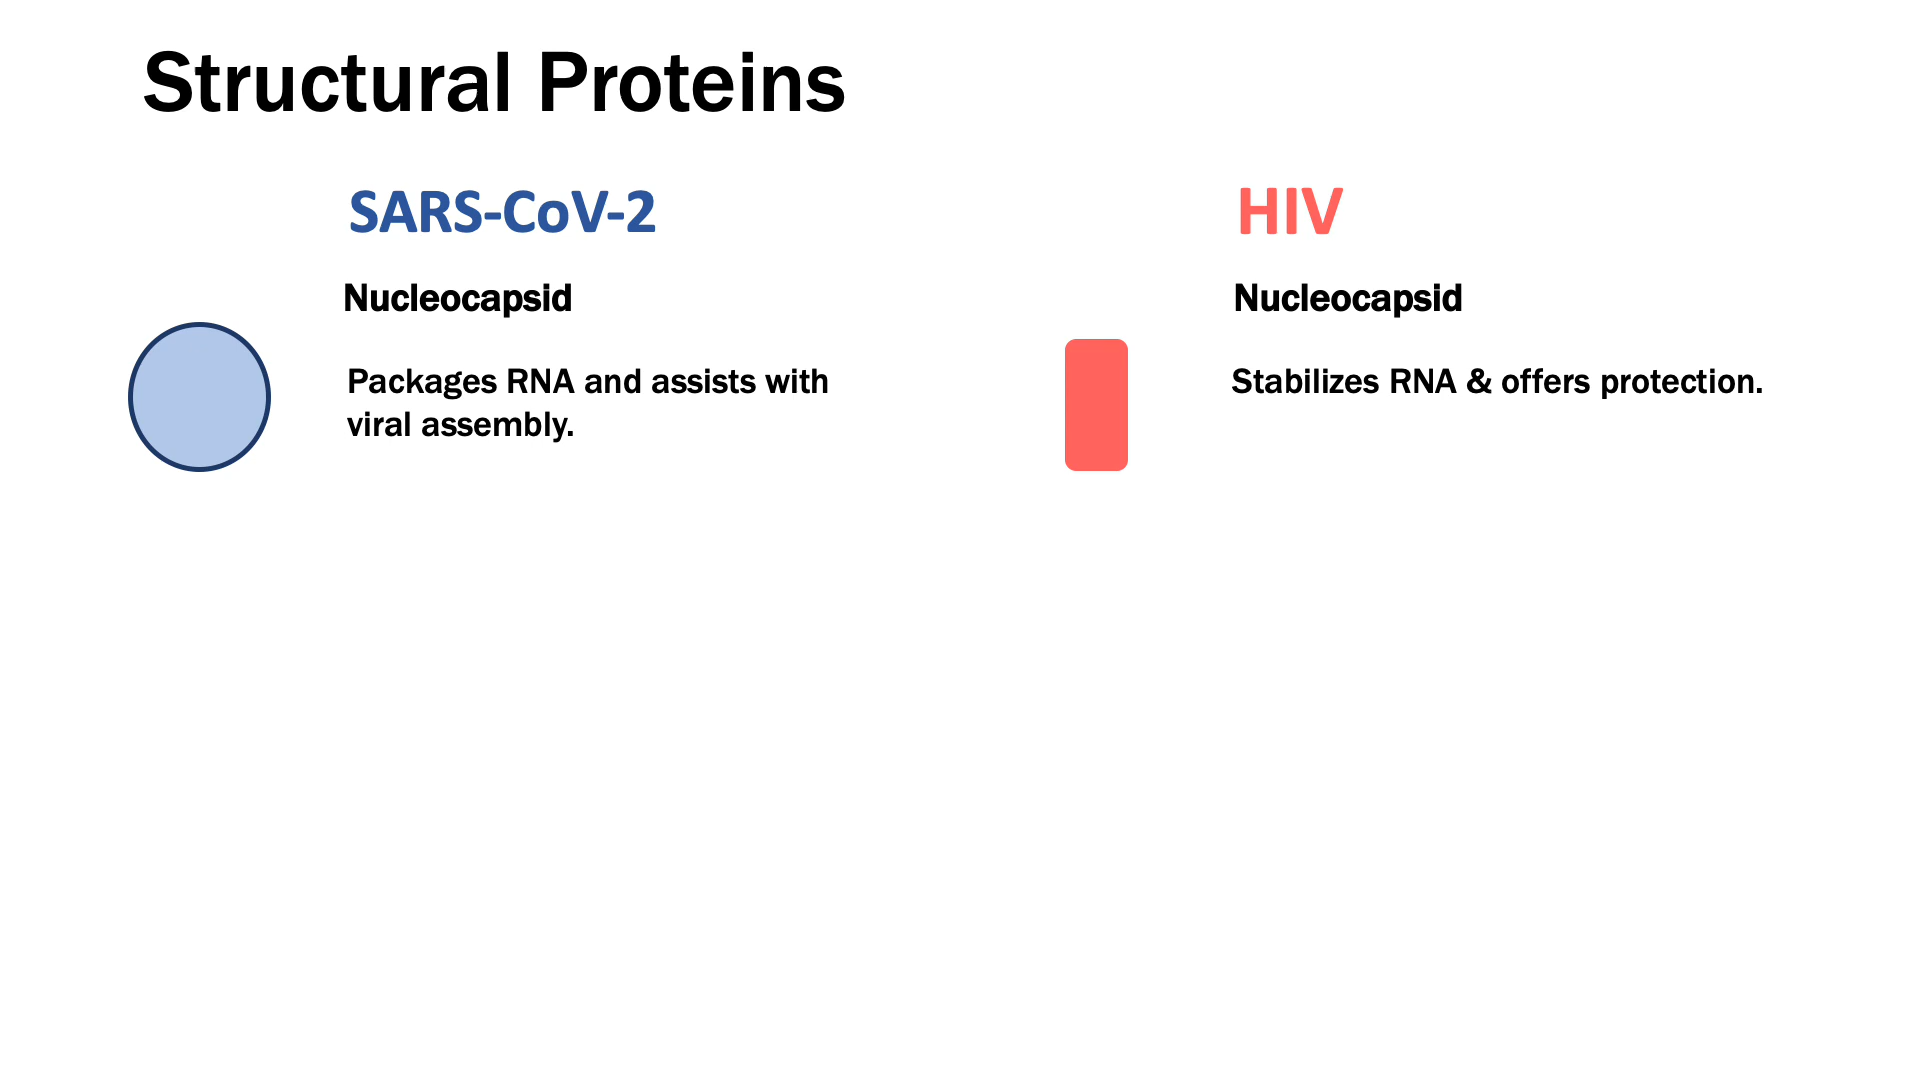 Structural Proteins
SARS-CoV-2
Nucleocapsid
Packages RNA and assists with
viral assembly.
HIV
Nucleocapsid
Stabilizes RNA & offers protection.